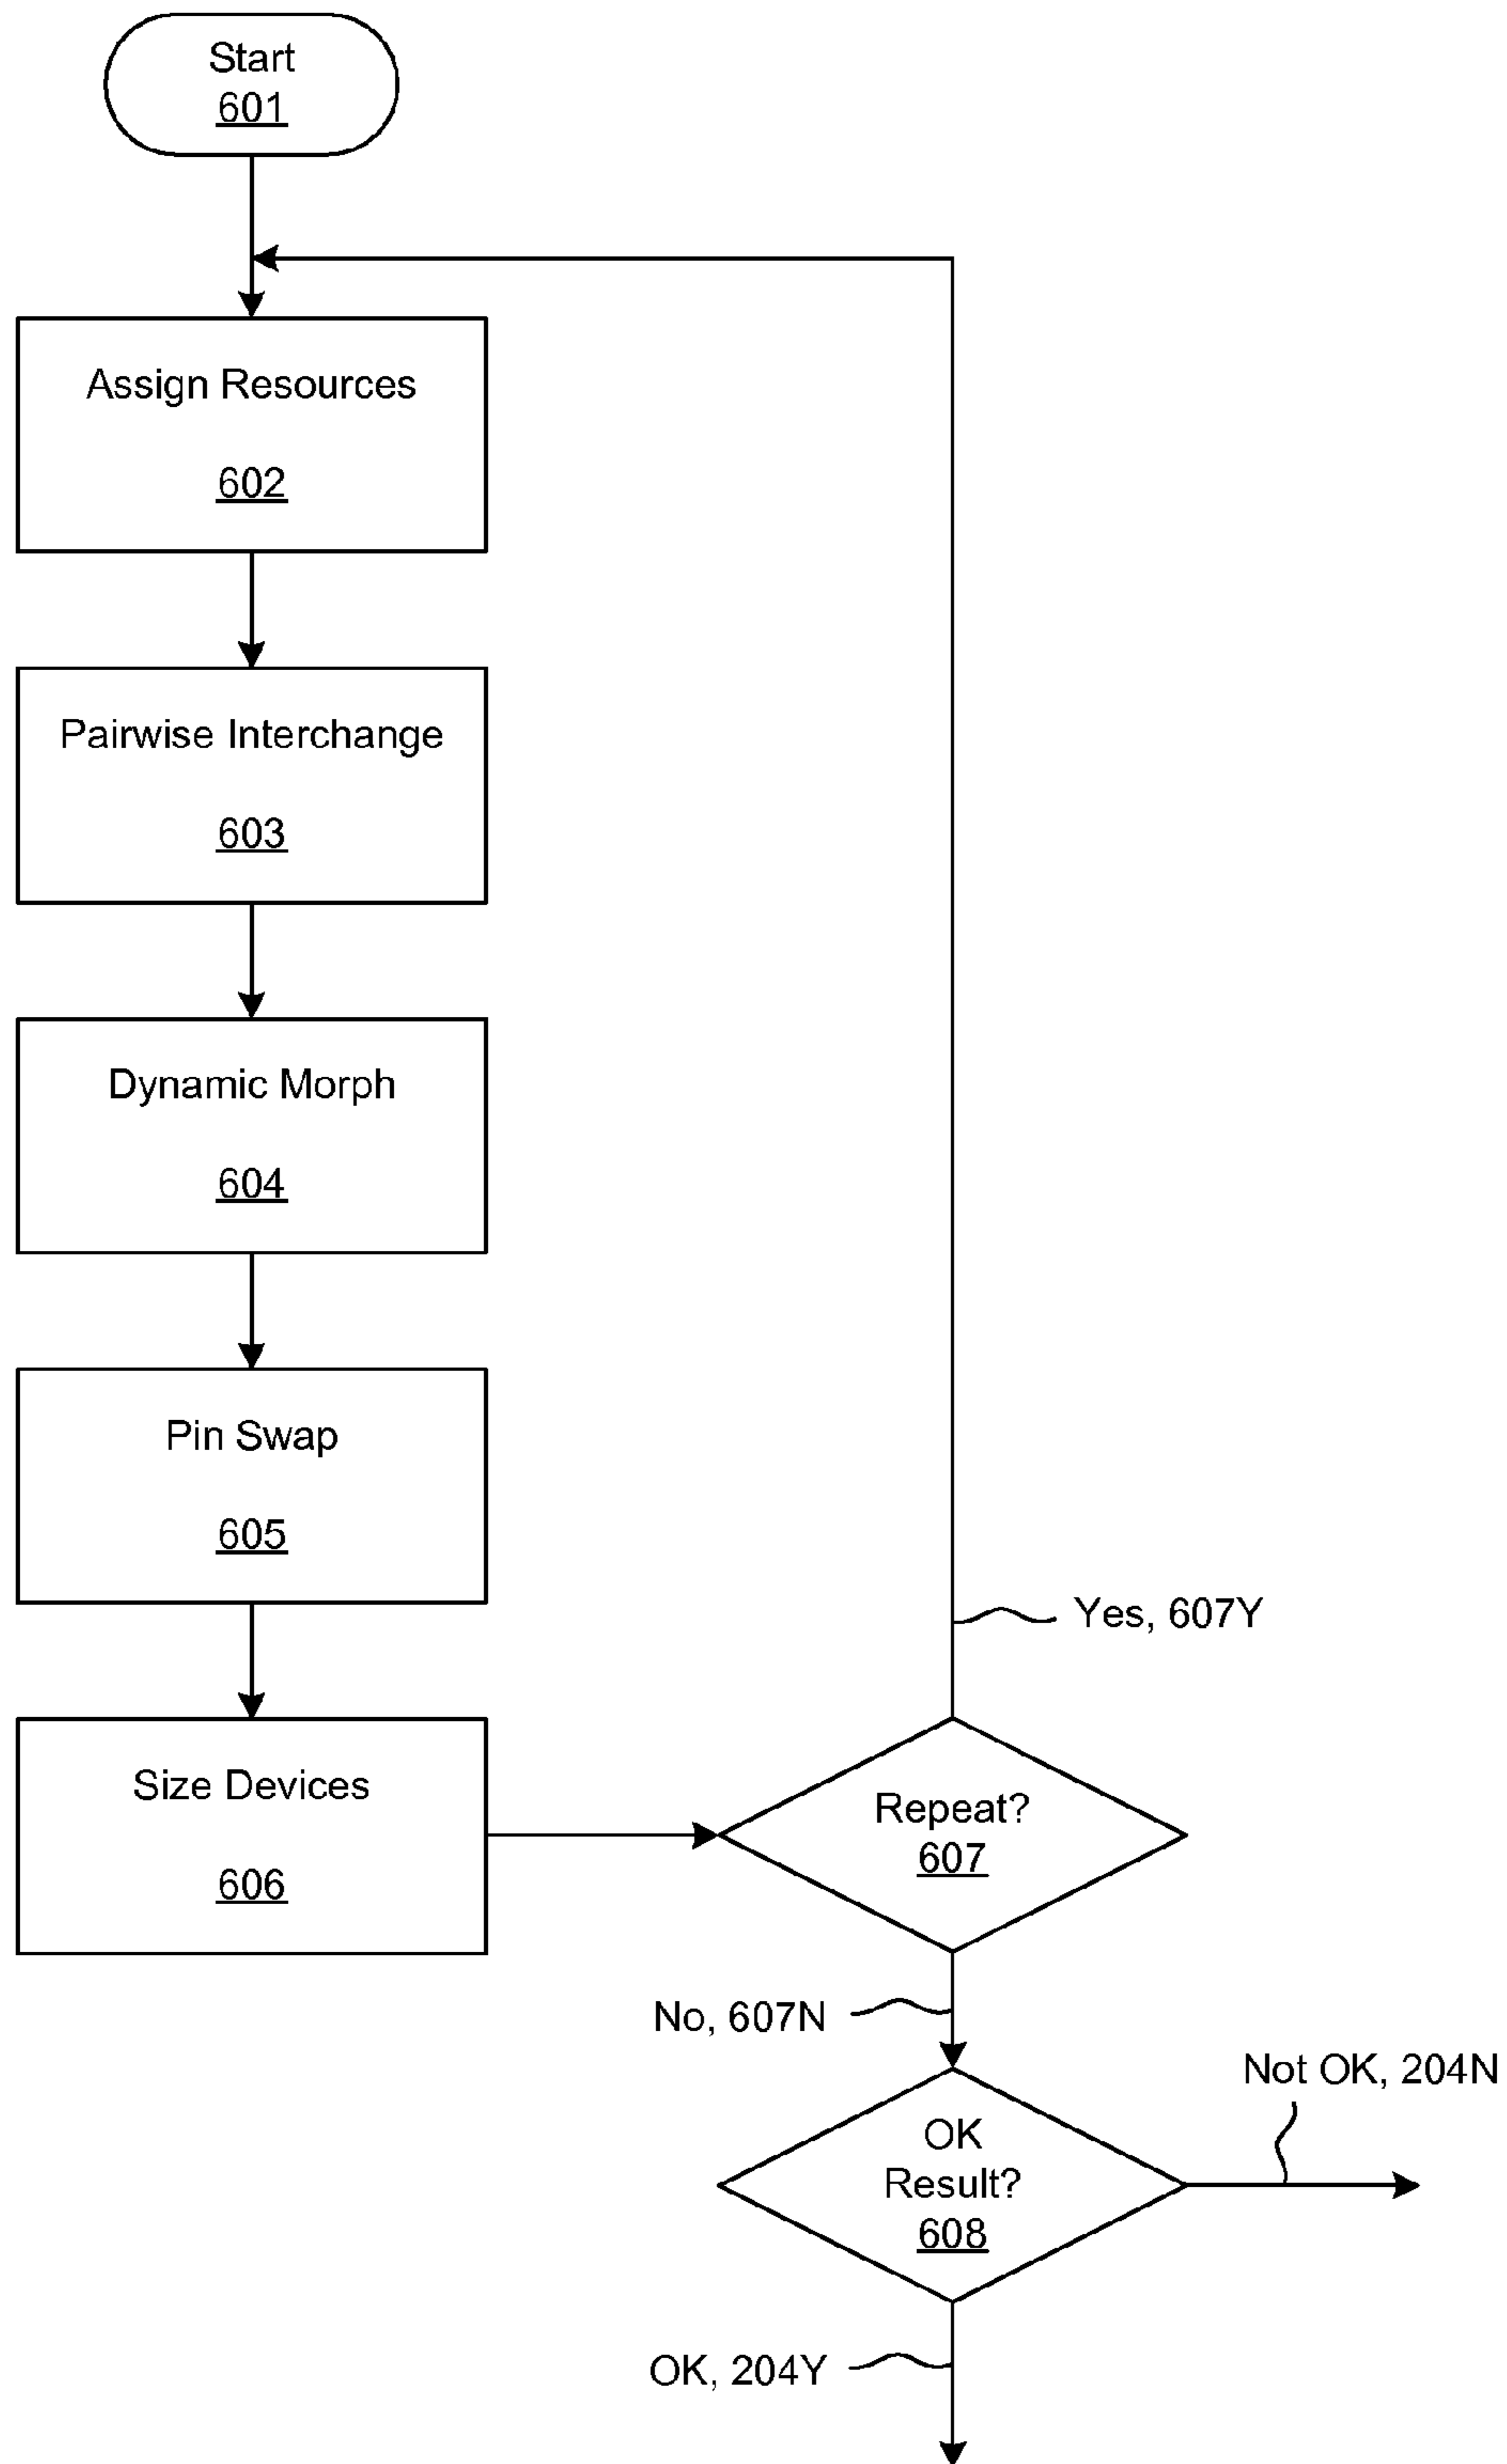 Start
601
Assign Resources
602
Pairwise Interchange
603
Dynamic Morph
604
Pin Swap
605
Yes, 607Y
Size Devices
606
Repeat?
607
No, 607N
Not OK, 204N
OK
Result?
608
OK, 204Y